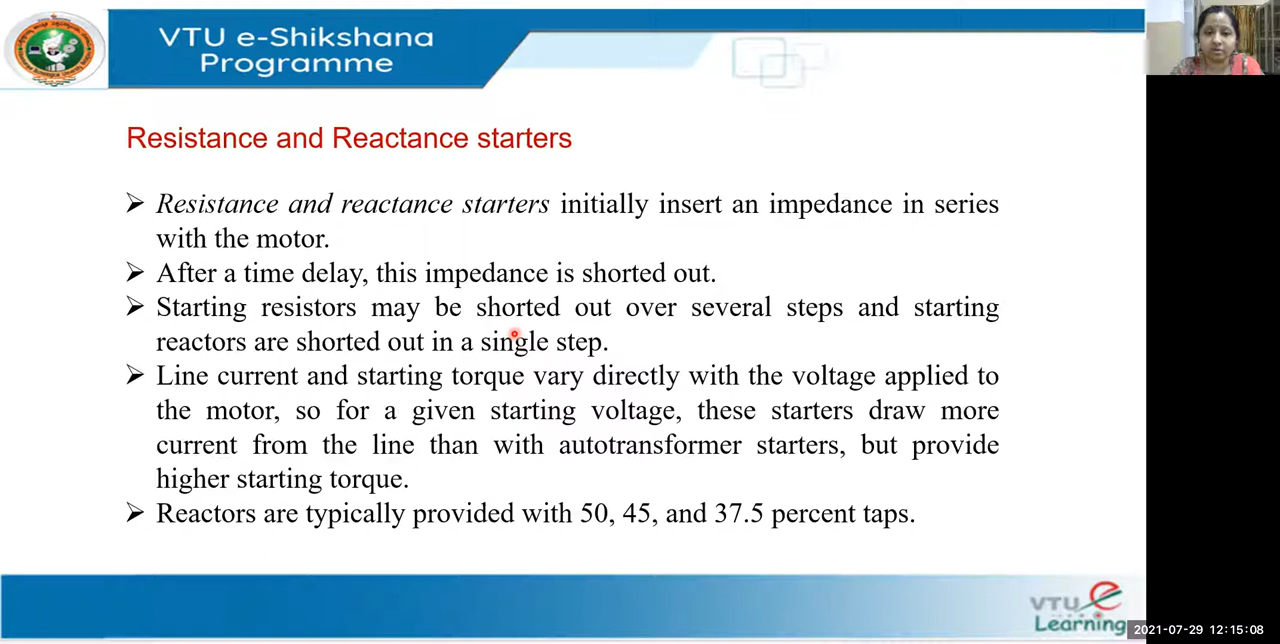 VTU e-Shikshana
Programme
Resistance and Reactance starters
➢ Resistance and reactance starters initially insert an impedance in series
with the motor.
➢ After a time delay, this impedance is shorted out.
➢ Starting resistors may be shorted out over several steps and starting
reactors are shorted out in a single step.
➢ Line current and starting torque vary directly with the voltage applied to
the motor, so for a given starting voltage, these starters draw more
current from the line than with autotransformer starters, but provide
higher starting torque.
➢ Reactors are typically provided with 50, 45, and 37.5 percent taps.
VTU e
Learning
2021-07-29 12:15:08